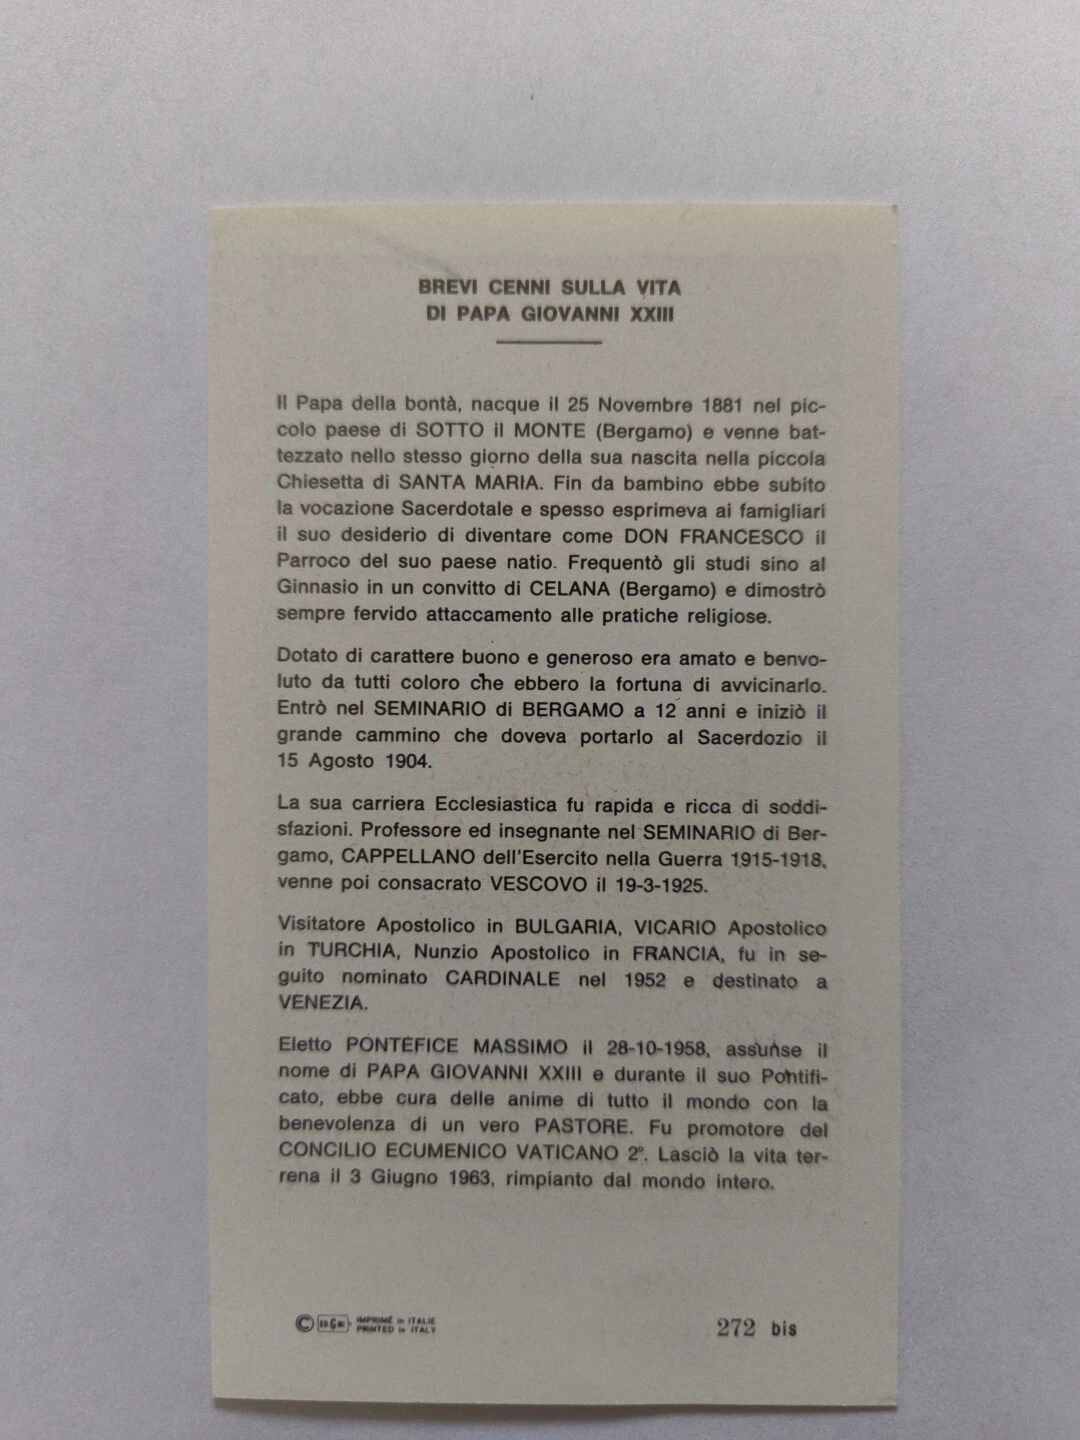 BREVI CENNI SULLA VITA
DI PAPA GIOVANNI XXIII
Il Papa della bontà, nacque il 25 Novembre 1881 nel pic-
colo paese di SOTTO il MONTE (Bergamo) e venne bat-
tezzato nello stesso giorno della sua nascita nella piccola
Chiesetta di SANTA MARIA. Fin da bambino ebbe subito
la vocazione Sacerdotale e spesso esprimeva ai famigliari
il suo desiderio di diventare come DON FRANCESCO il
Parroco del suo paese natio. Frequentò gli studi sino al
Ginnasio in un convitto di CELANA (Bergamo) e dimostrò
sempre fervido attaccamento alle pratiche religiose.
Dotato di carattere buono e generoso era amato e benvo-
luto da tutti coloro che ebbero la fortuna di avvicinarlo.
Entrò nel SEMINARIO di BERGAMO a 12 anni e iniziò il
grande cammino che doveva portarlo al Sacerdozio il
15 Agosto 1904.
La sua carriera Ecclesiastica fu rapida e ricca di soddi-
sfazioni. Professore ed insegnante nel SEMINARIO di Ber-
gamo, CAPPELLANO dell'Esercito nella Guerra 1915-1918,
venne poi consacrato VESCOVO il 19-3-1925.
Visitatore Apostolico in BULGARIA, VICARIO Apostolico
in TURCHIA, Nunzio Apostolico in FRANCIA, fu in se-
guito nominato CARDINALE nel 1952 e destinato a
VENEZIA.
Eletto PONTEFICE MASSIMO il 28-10-1958, assunse il
nome di PAPA GIOVANNI XXIII e durante il suo Pontifi-
cato, ebbe cura delle anime di tutto il mondo con la
benevolenza di un vero PASTORE. Fu promotore del
CONCILIO ECUMENICO VATICANO 2°. Lasciò la vita ter-
rena il 3 Giugno 1963, rimpianto dal mondo intero.
© IMPRIMÉ in ITALIE
PRINTED in ITALY
272 bis